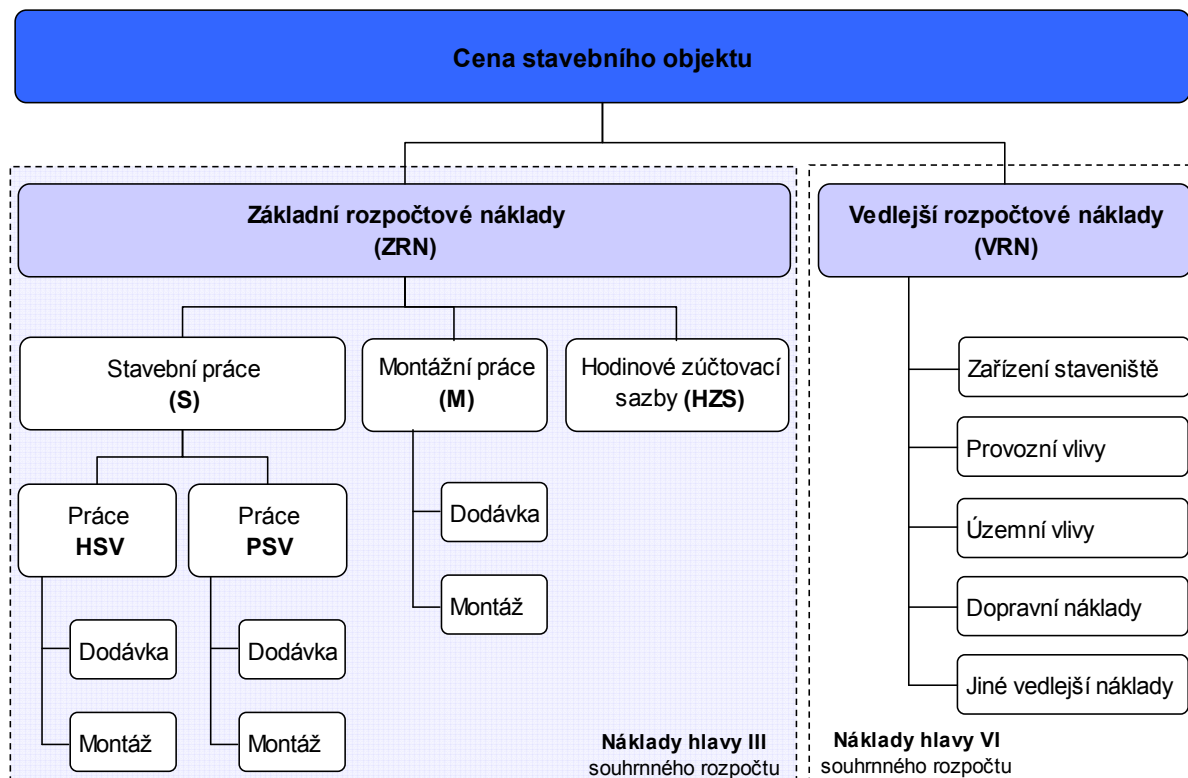 Cena stavebního objektu
Základní rozpočtové náklady
(ZRN)
Vedlejší rozpočtové náklady
(VRN)
Stavební práce
(S)
Montážní práce
(M)
Hodinové zúčtovací
sazby (HZS)
Práce
HSV
Práce
PSV
Dodávka
Montáž
Dodávka
Montáž
Dodávka
Montáž
Náklady hlavy III
souhrnného rozpočtu
Zařízení staveniště
Provozní vlivy
Územní vlivy
Dopravní náklady
Jiné vedlejší náklady
Náklady hlavy VI
souhrnného rozpočtu